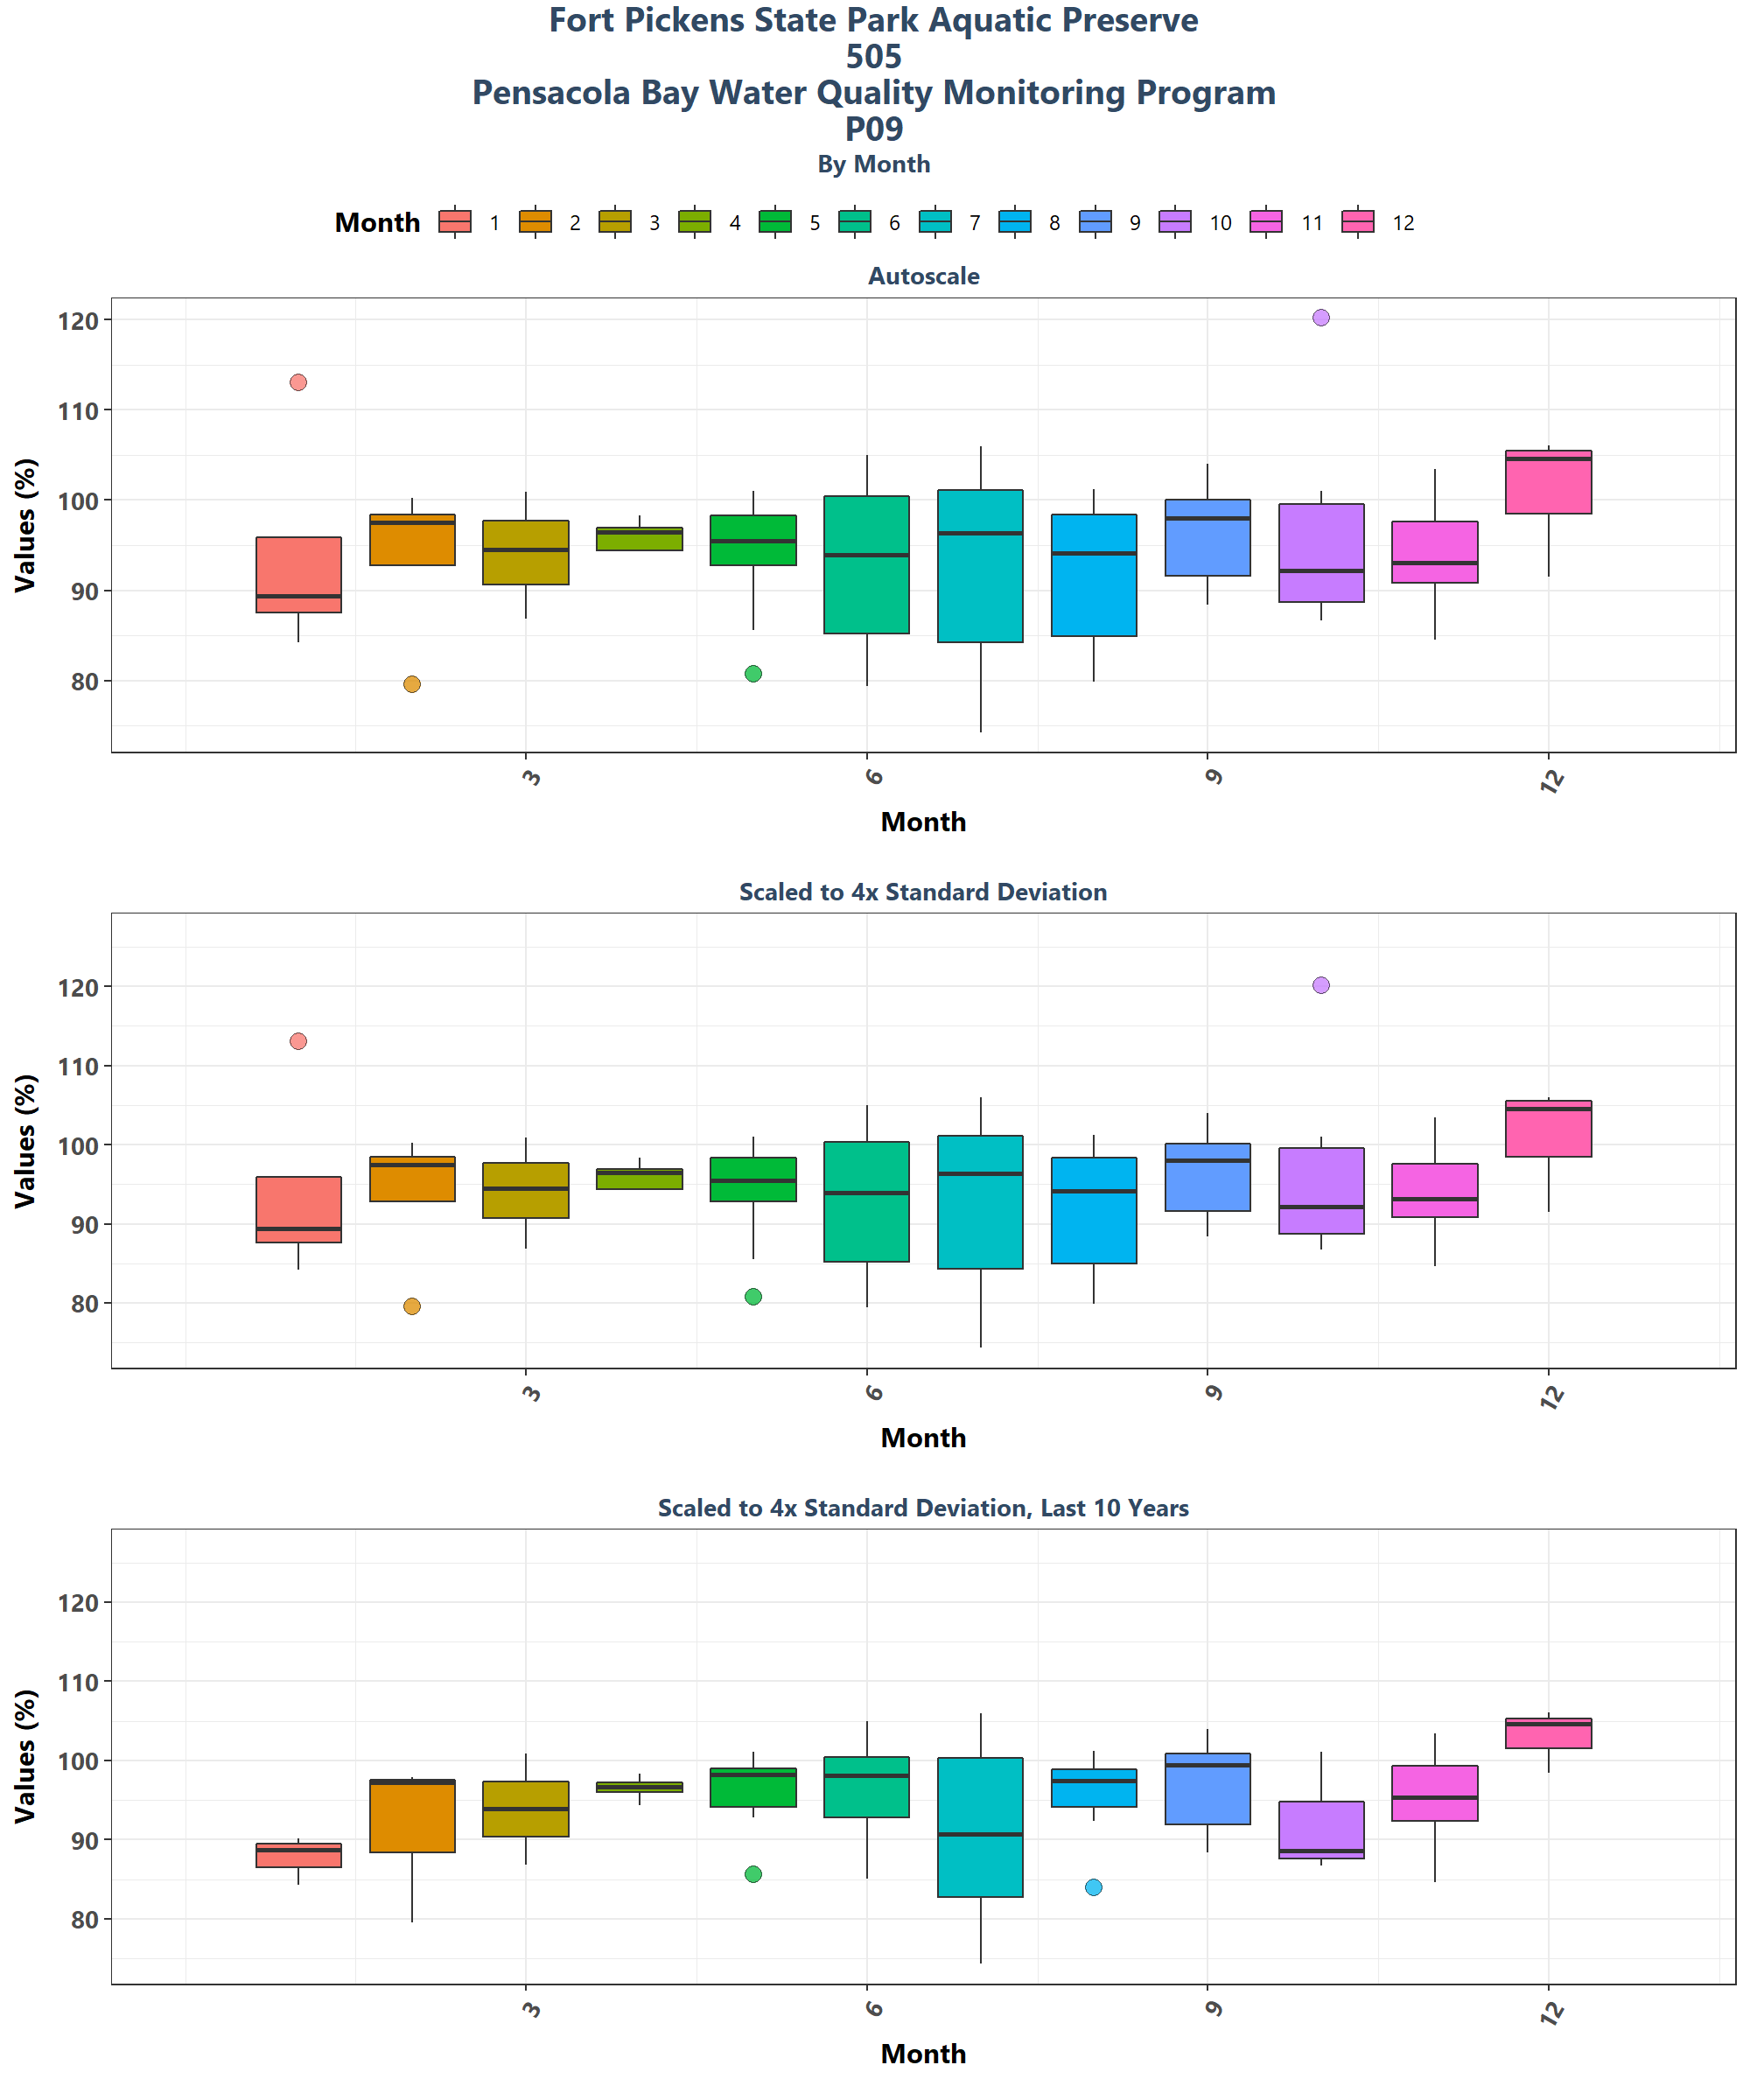 Fort Pickens State Park Aquatic Preserve
505
Pensacola Bay Water Quality Monitoring Program
P09
By Month
Month 1 2 3 4 5 6 7 8 9 10 11 12
Autoscale
120
110
100
90
80
Values (%)
3 6 9 12
Month
Scaled to 4x Standard Deviation
120
110
100
90
80
Values (%)
3 6 9 12
Month
Scaled to 4x Standard Deviation, Last 10 Years
120
110
100
90
80
Values (%)
3 6 9 12
Month